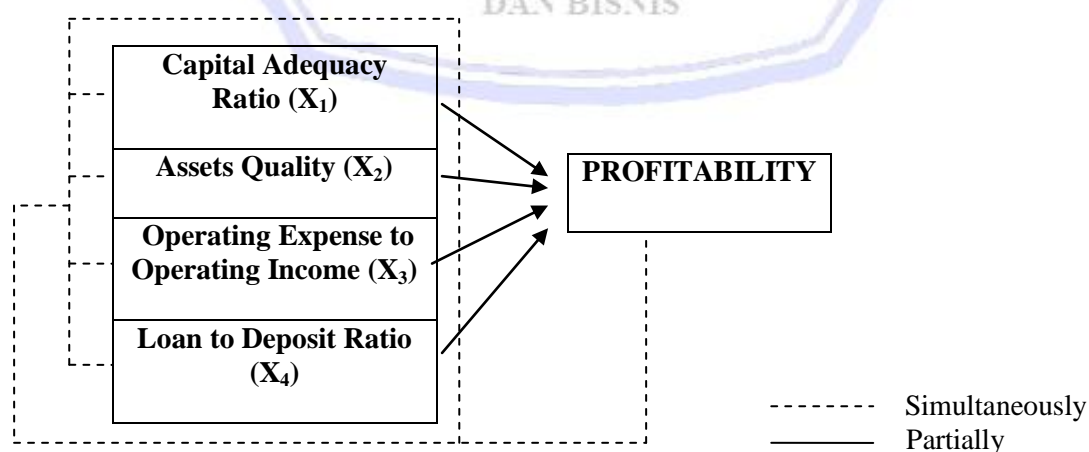 DAN BISNIS
Capital Adequacy
Ratio (X₁)
Assets Quality (X₂)
PROFITABILITY
Operating Expense to
Operating Income (X₃)
Loan to Deposit Ratio
(X₄)
Simultaneously
Partially